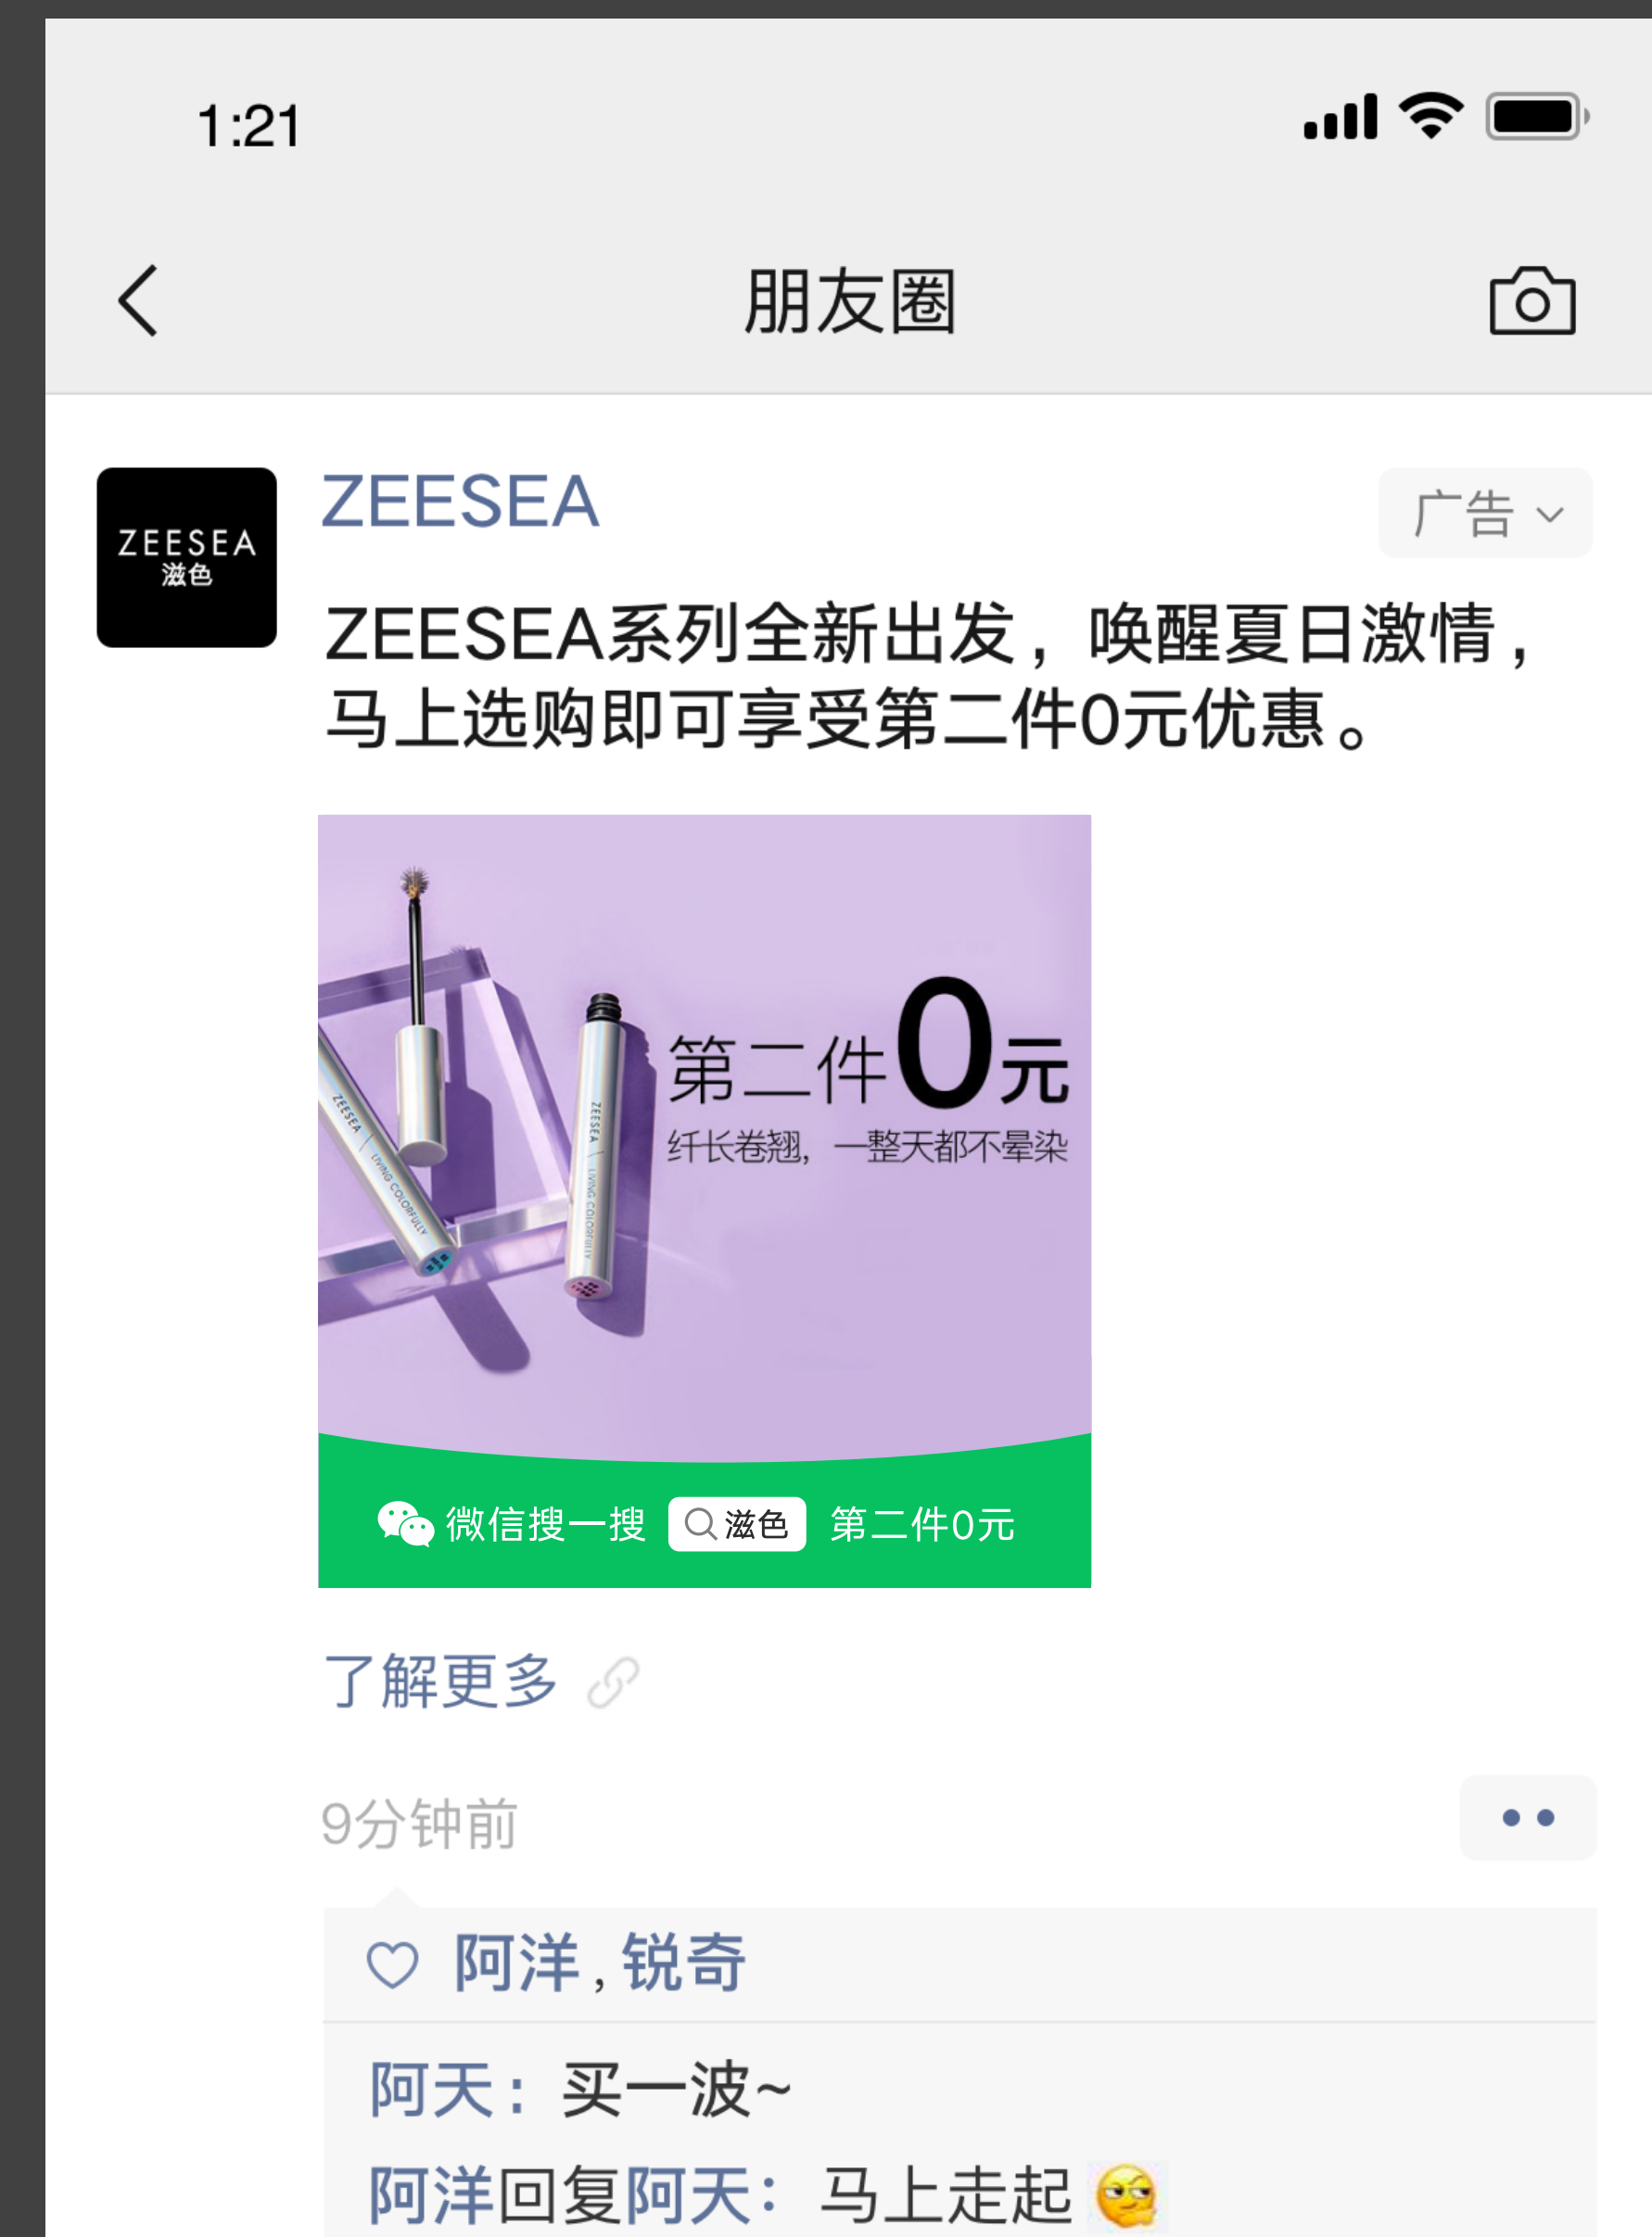 1:21
朋友圈
ZEESEA
滋色
ZEESEA
广告
ZEESEA系列全新出发，唤醒夏日激情，
马上选购即可享受第二件0元优惠。
第二件0元
纤长卷翘，一整天都不晕染
ZEESEA | LIVING COLORFULLY
ZEESEA | LIVING COLORFULLY
微信搜一搜 滋色 第二件0元
了解更多
9分钟前
阿洋，锐奇
阿天：买一波~
阿洋回复阿天：马上走起